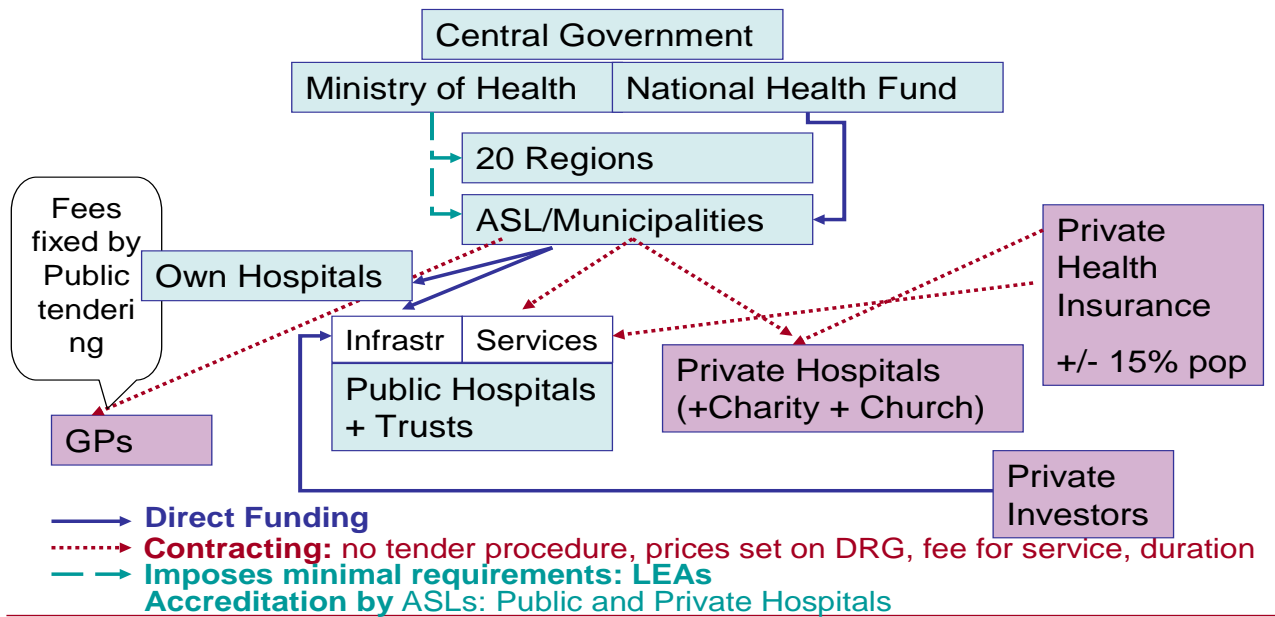 Central Government
Ministry of Health
National Health Fund
20 Regions
ASL/Municipalities
Fees
fixed by
Public
tenderi
ng
Own Hospitals
Private
Health
Insurance
+/- 15% pop
Infrastr
Services
Public Hospitals
+ Trusts
Private Hospitals
(+Charity + Church)
GPs
Private
Investors
Direct Funding
Contracting: no tender procedure, prices set on DRG, fee for service, duration
Imposes minimal requirements: LEAs
Accreditation by ASLs: Public and Private Hospitals